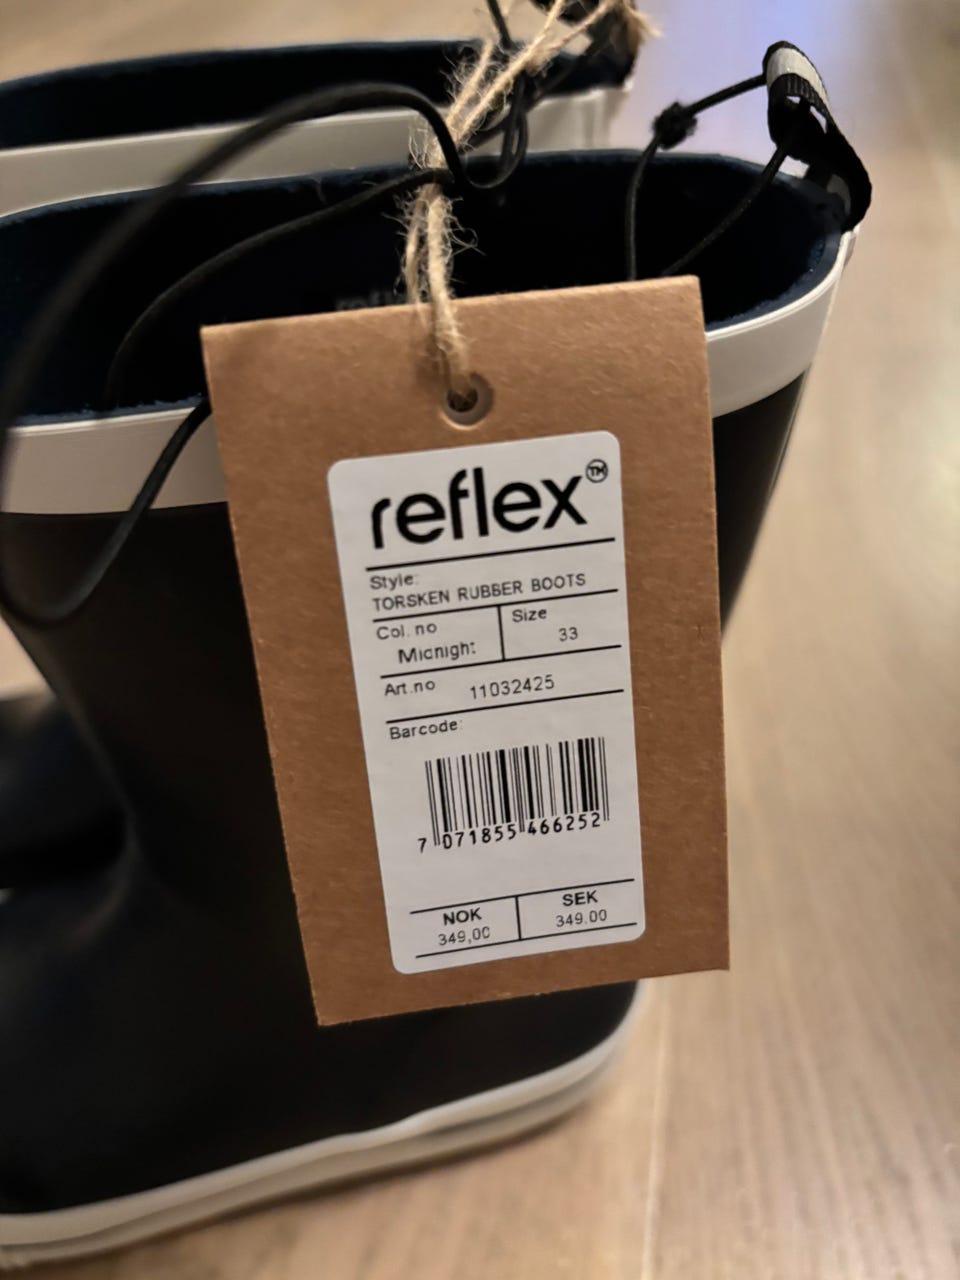 reflex™
Style:
TORSKEN RUBBER BOOTS
Col. no
Midnight
Size
33
Art.no 11032425
Barcode:
7 071855 466252
NOK
349,00
SEK
349.00